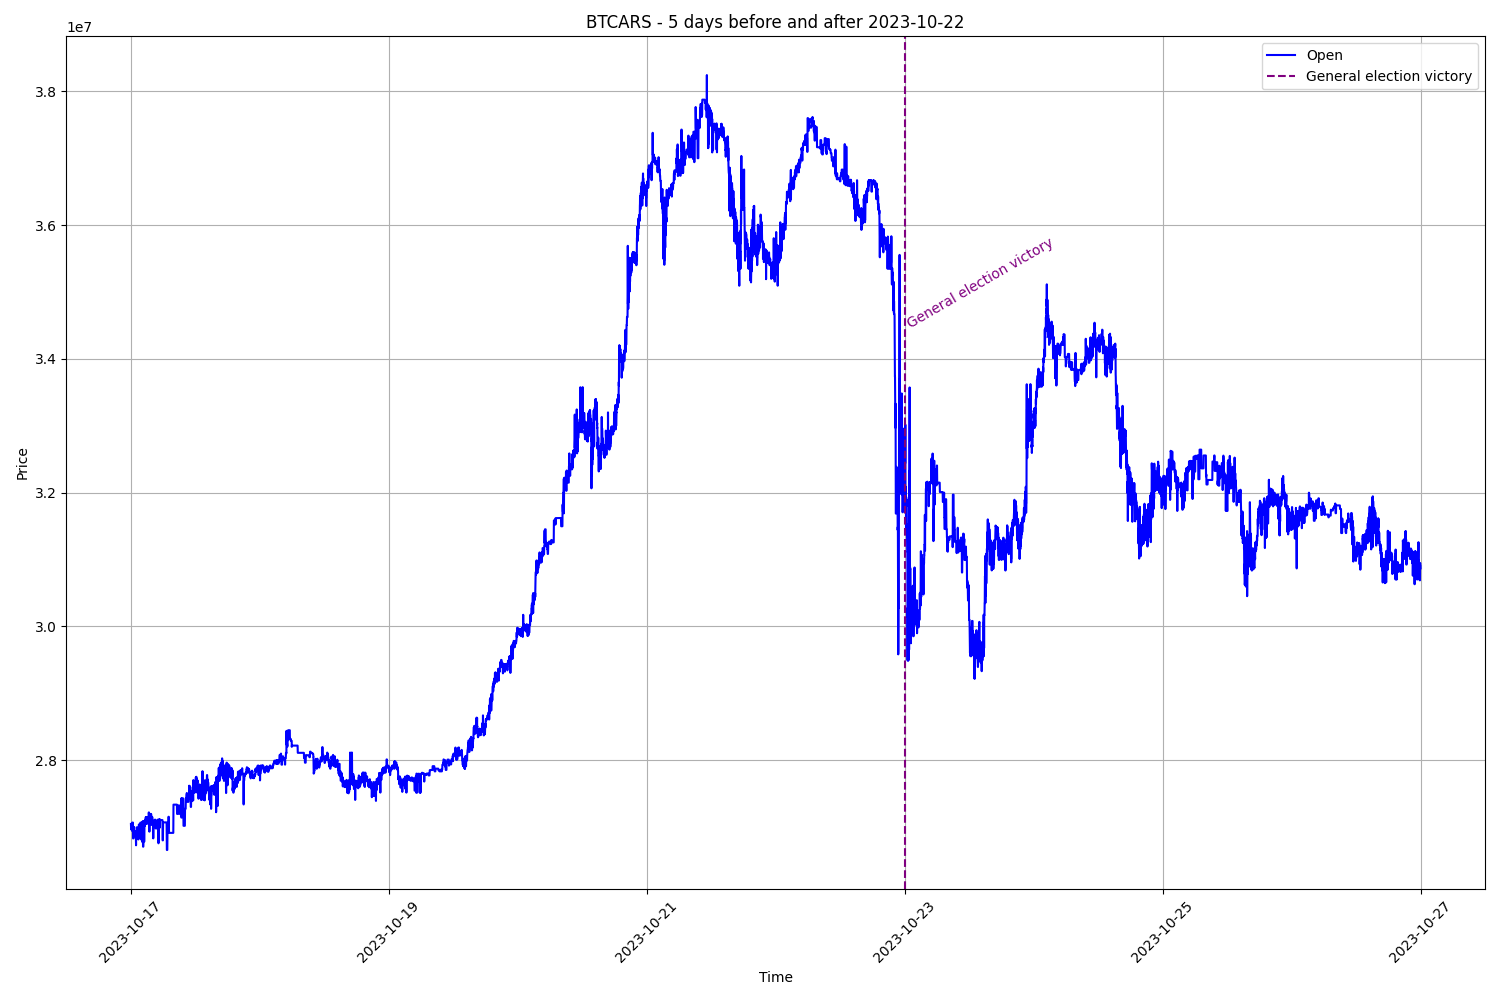 BTCARS - 5 days before and after 2023-10-22
1e7
Open
General election victory
3.8
3.6
3.4
3.2
3.0
2.8
Price
General election victory
2023-10-17
2023-10-19
2023-10-21
2023-10-23
2023-10-25
2023-10-27
Time